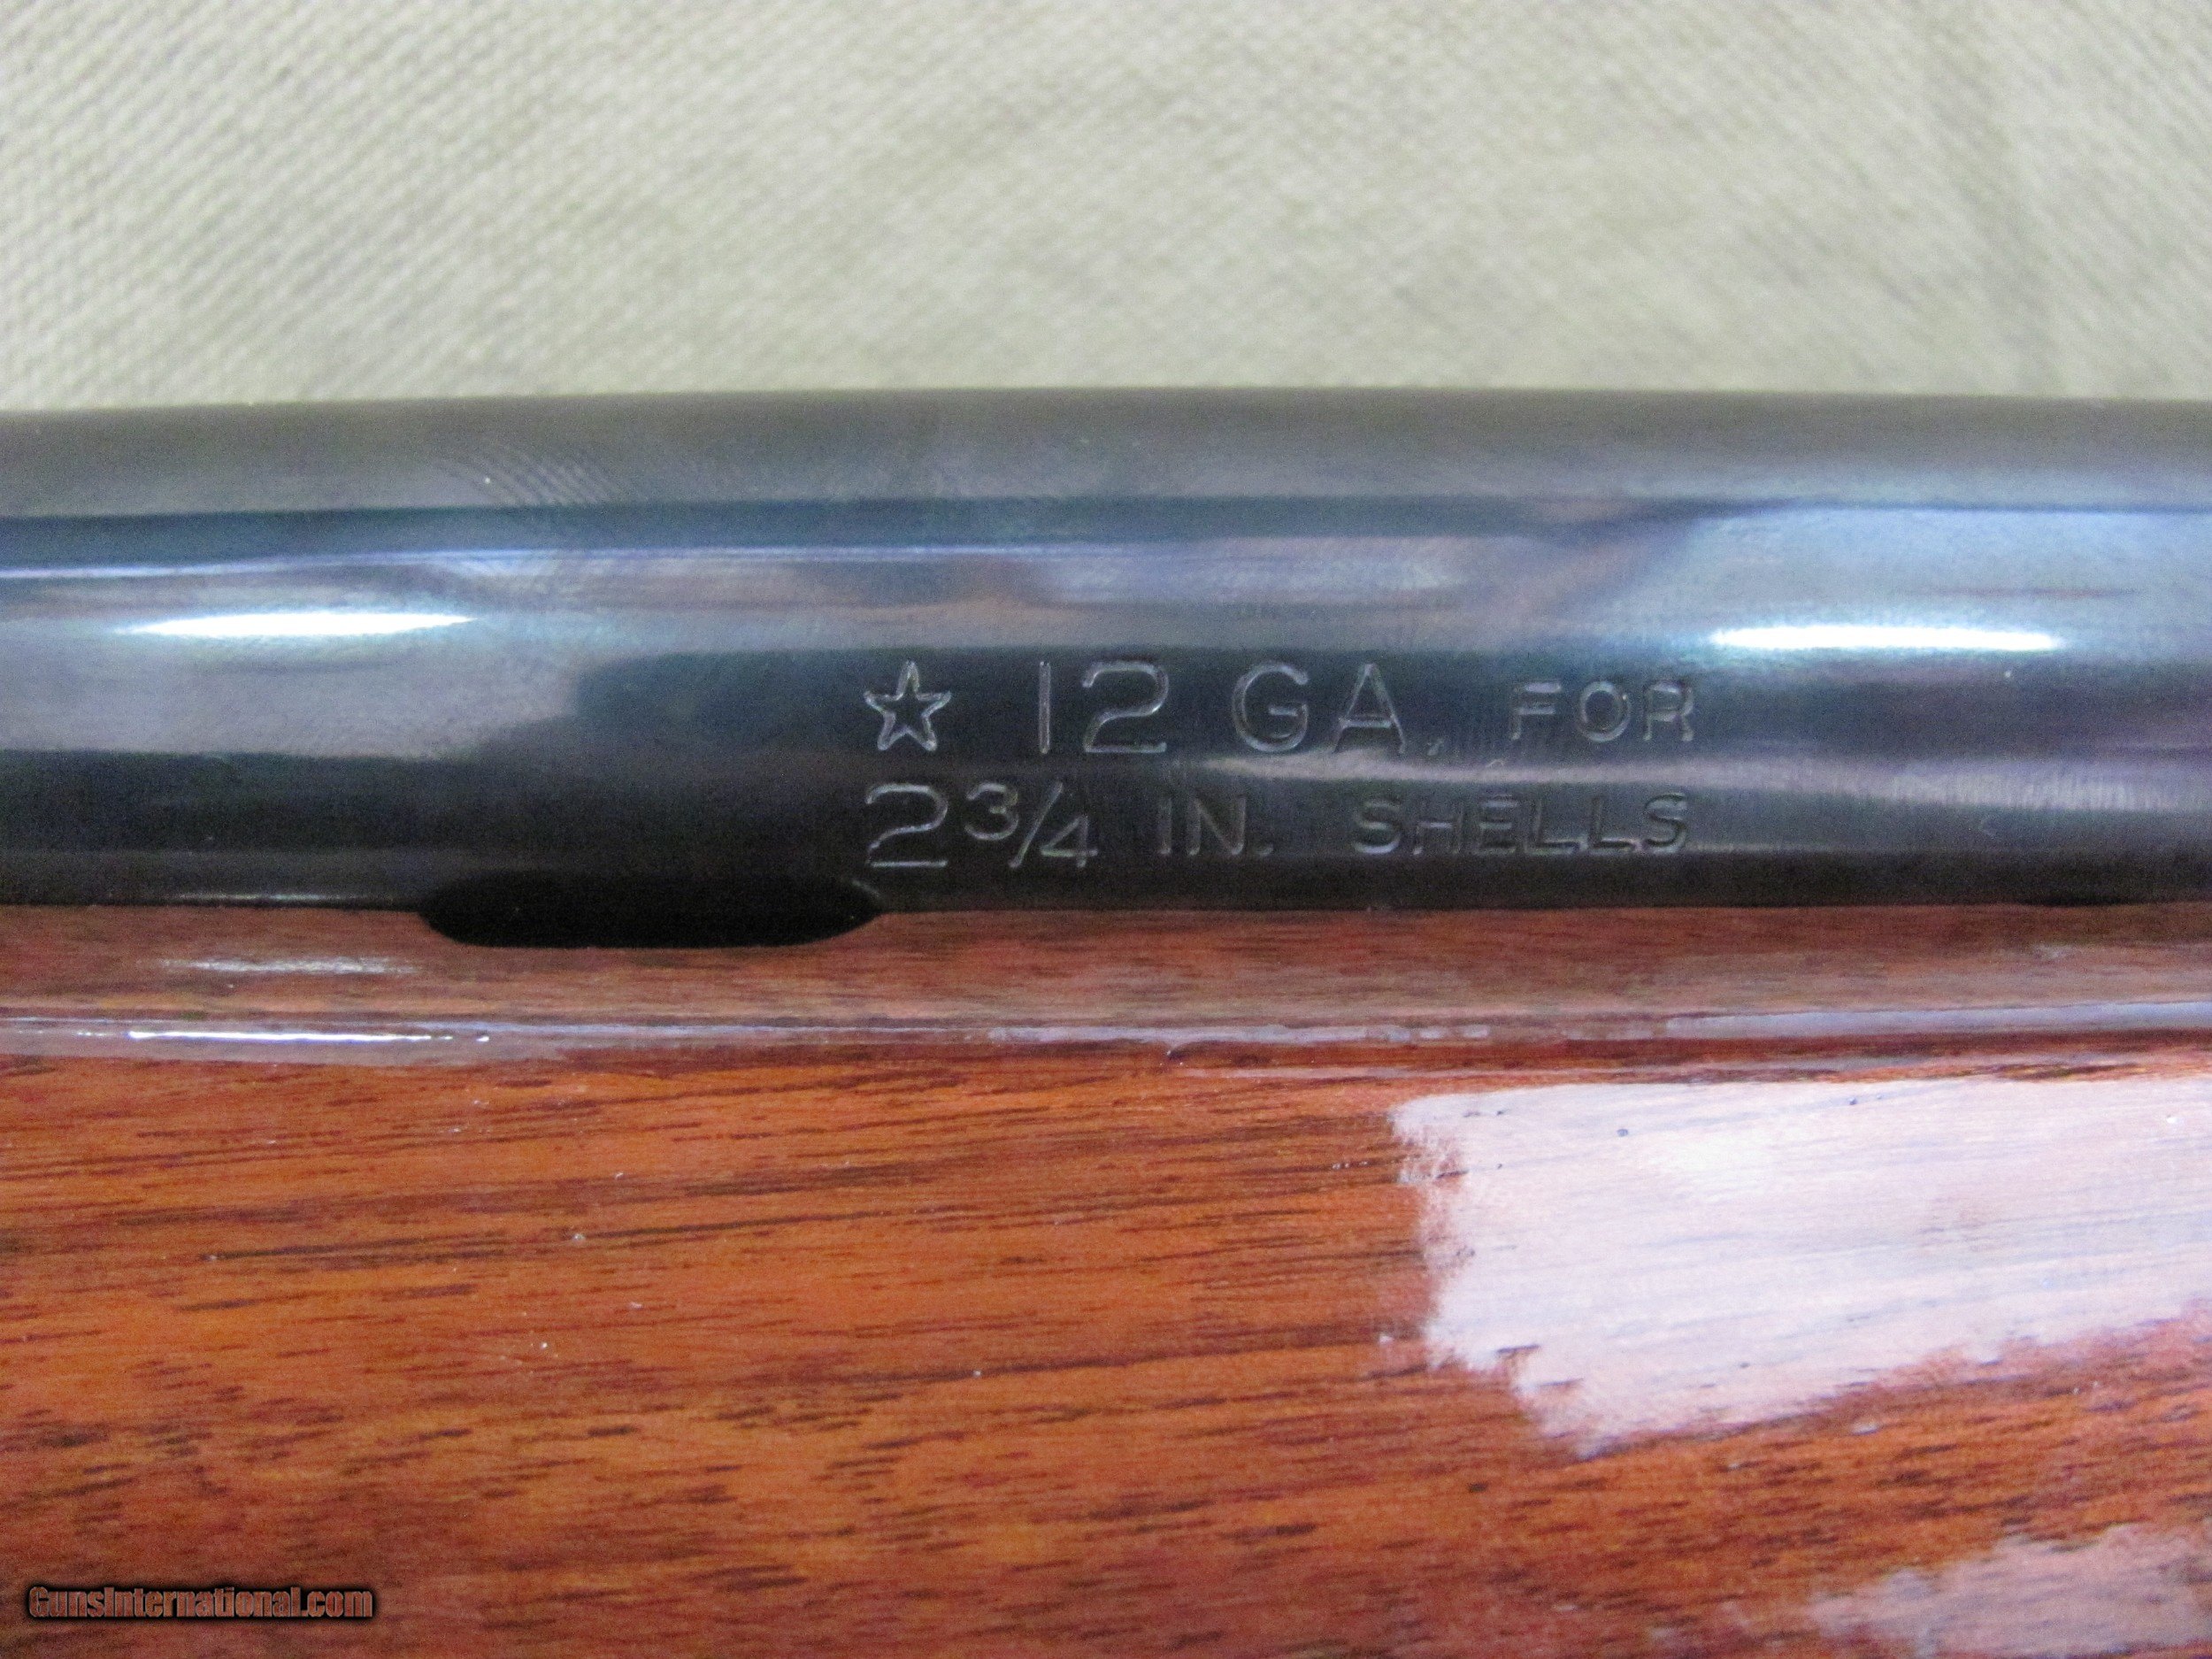 ☆ 12 GA. FOR
2¾ IN. SHELLS
GunsInternational.com